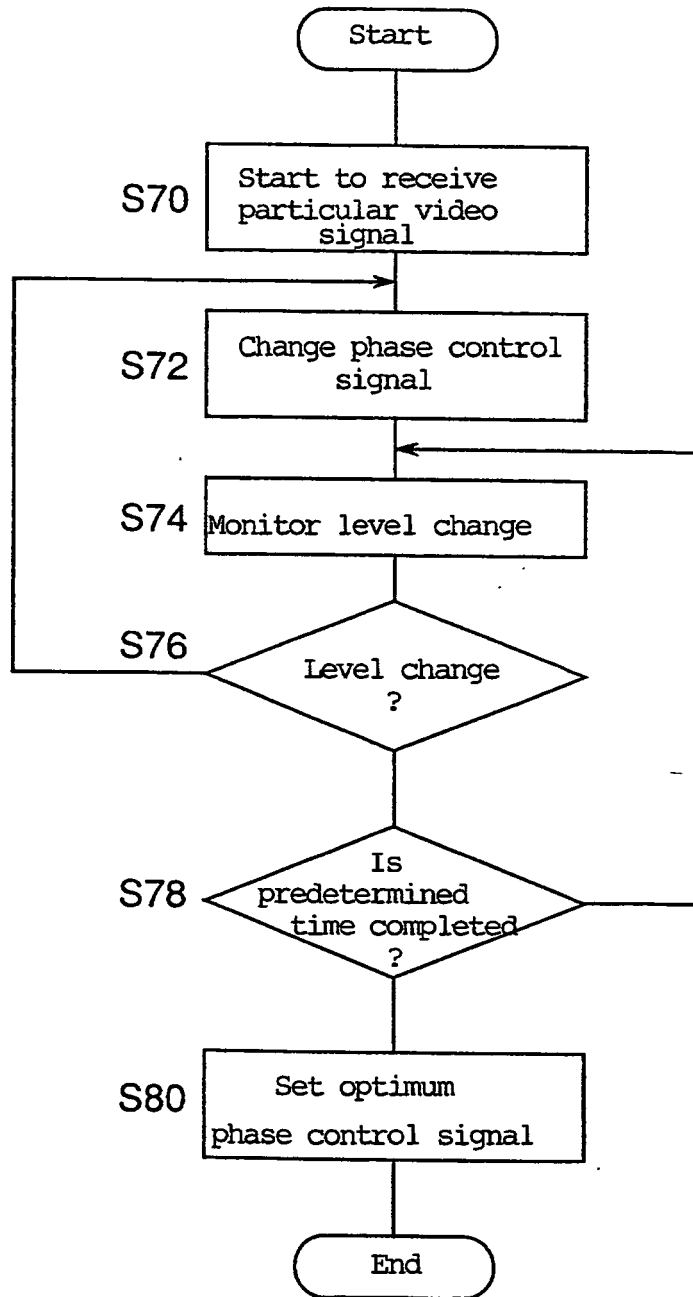 Start
S70
Start to receive
particular video
signal
S72
Change phase control
signal
S74
Monitor level change
S76
Level change
?
S78
Is
predetermined
time completed
?
S80
Set optimum
phase control signal
End